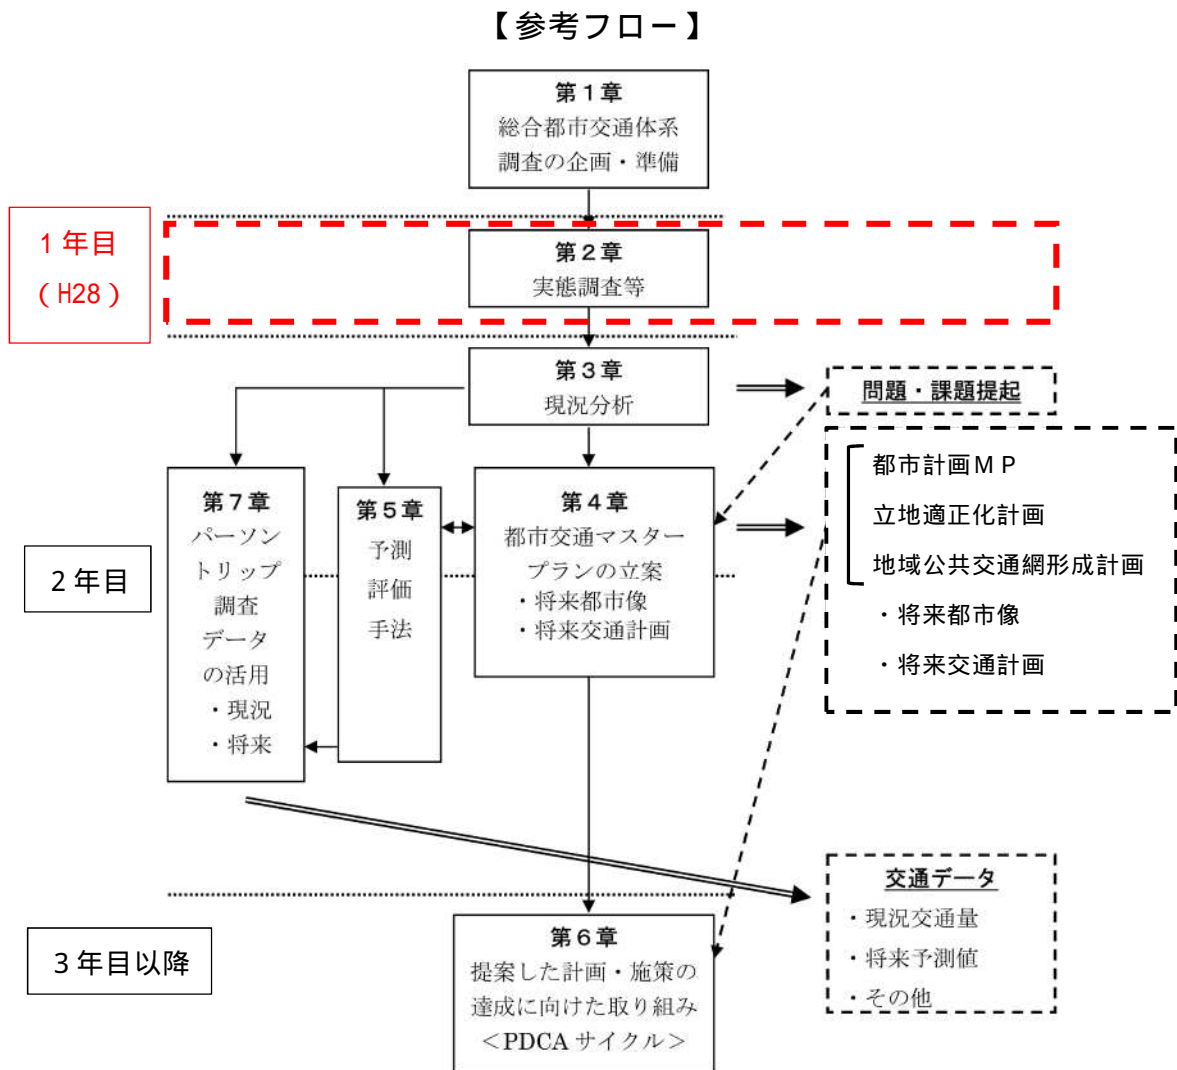 【参考フロー】
第1章
総合都市交通体系
調査の企画・準備
1年目
（H28）
第2章
実態調査等
第3章
現況分析
問題・課題提起
都市計画MP
立地適正化計画
地域公共交通網形成計画
・将来都市像
・将来交通計画
2年目
第7章
パーソン
トリップ
調査
データ
の活用
・現況
・将来
第5章
予測
評価
手法
第4章
都市交通マスター
プランの立案
・将来都市像
・将来交通計画
3年目以降
第6章
提案した計画・施策の
達成に向けた取り組み
＜PDCAサイクル＞
交通データ
・現況交通量
・将来予測値
・その他